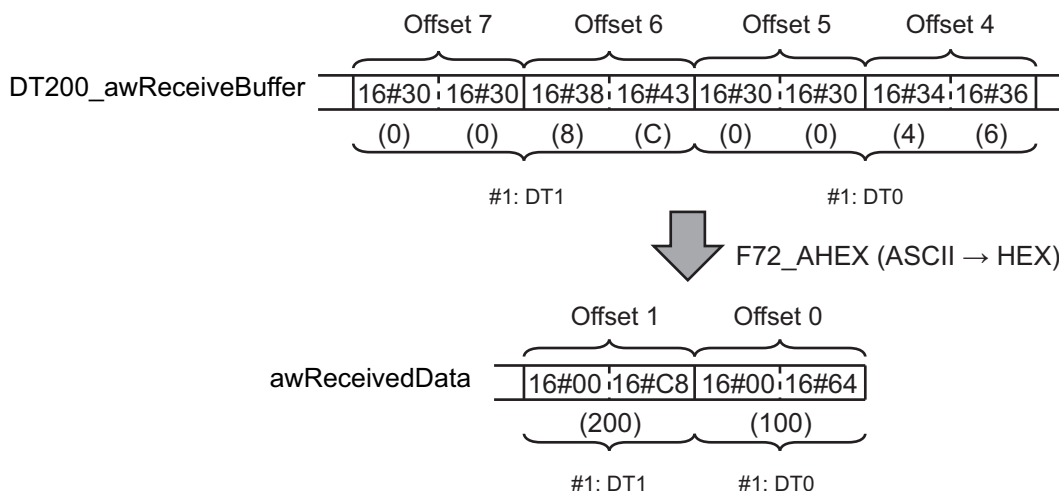 Offset 7 Offset 6 Offset 5 Offset 4
DT200_awReceiveBuffer 16#30 16#30 16#38 16#43 16#30 16#30 16#34 16#36
(0) (0) (8) (C) (0) (0) (4) (6)
#1: DT1 #1: DT0
F72_AHEX (ASCII → HEX)
Offset 1 Offset 0
awReceivedData 16#00 16#C8 16#00 16#64
(200) (100)
#1: DT1 #1: DT0